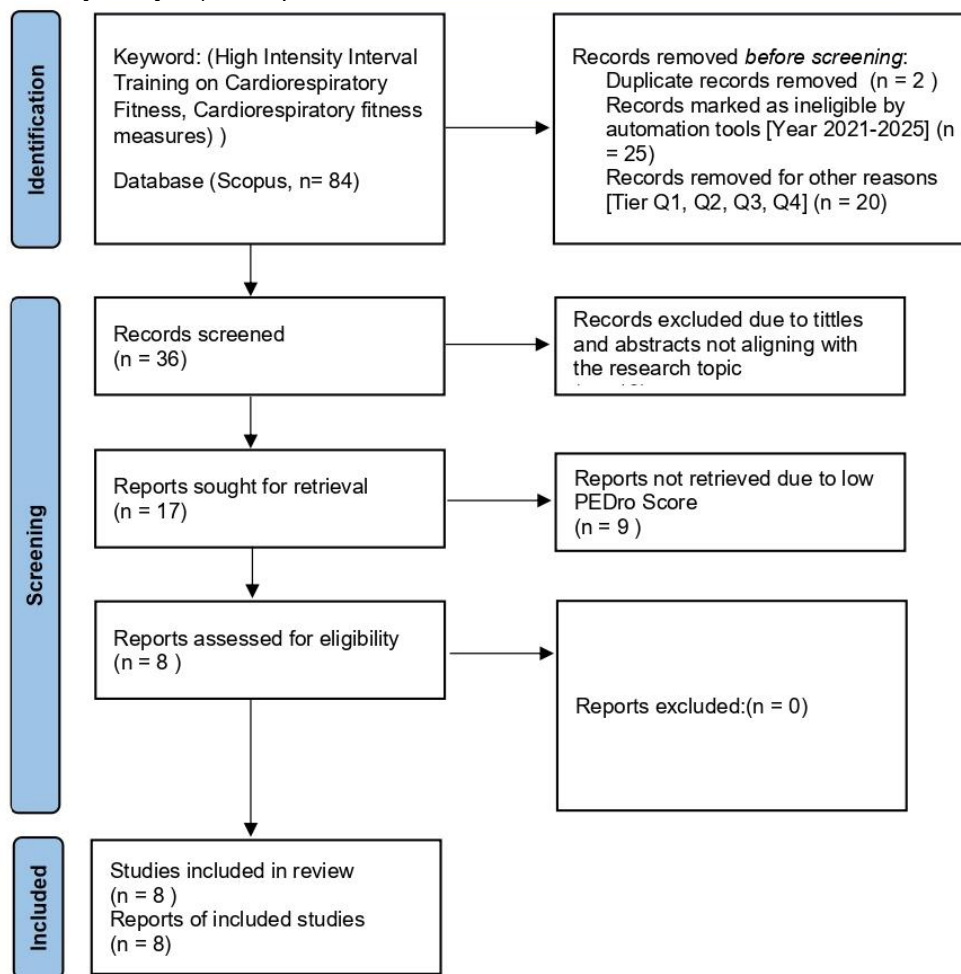 Identification
Keyword: (High Intensity Interval
Training on Cardiorespiratory
Fitness, Cardiorespiratory fitness
measures) )
Database (Scopus, n= 84)
Records removed before screening:
Duplicate records removed (n = 2 )
Records marked as ineligible by
automation tools [Year 2021-2025] (n
= 25)
Records removed for other reasons
[Tier Q1, Q2, Q3, Q4] (n = 20)
Screening
Records screened
(n = 36)
Records excluded due to tittles
and abstracts not aligning with
the research topic
Reports sought for retrieval
(n = 17)
Reports not retrieved due to low
PEDro Score
(n = 9 )
Reports assessed for eligibility
(n = 8 )
Reports excluded:(n = 0)
Included
Studies included in review
(n = 8 )
Reports of included studies
(n = 8)